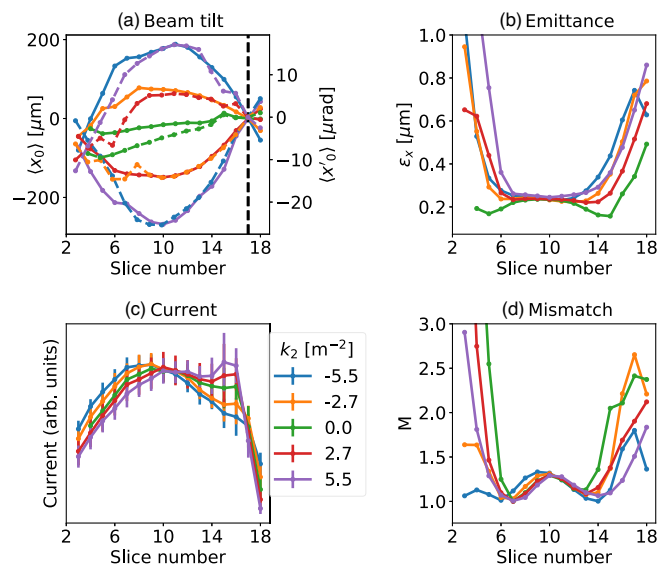 (a) Beam tilt
⟨x₀⟩ [μm]
200
0
−200
⟨x'₀⟩ [μrad]
10
0
−10
−20
2 6 10 14 18
Slice number
(b) Emittance
εₓ [μm]
1.0
0.8
0.6
0.4
0.2
2 6 10 14 18
Slice number
(c) Current
Current (arb. units)
2 6 10 14 18
Slice number
k₂ [m⁻²]
-5.5
-2.7
0.0
2.7
5.5
(d) Mismatch
M
3.0
2.5
2.0
1.5
1.0
2 6 10 14 18
Slice number